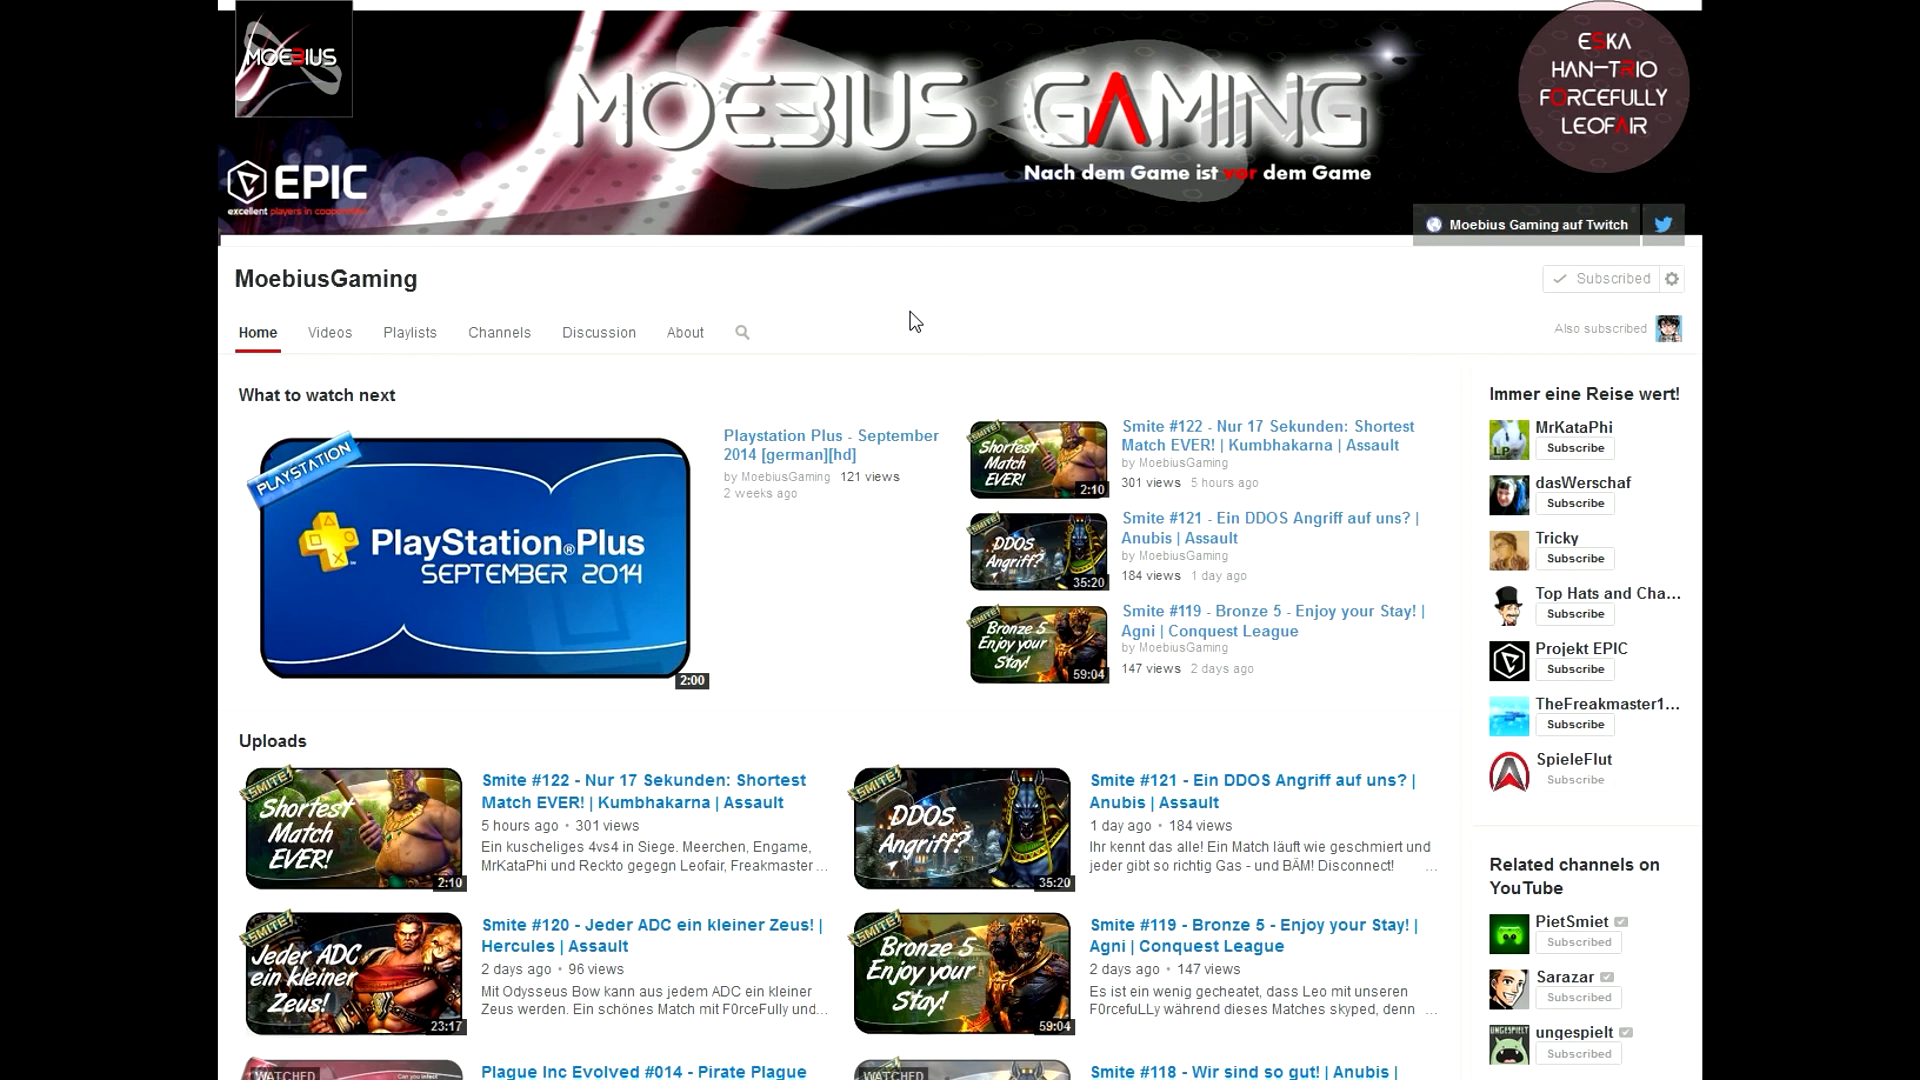 MOEBIUS
MOEBIUS GAMING
Nach dem Game ist vor dem Game
ESKA
HAN-TRIO
FORCEFULLY
LEOFAIR
EPIC
excellent players in cooperation
Moebius Gaming auf Twitch
MoebiusGaming
Subscribed
Home Videos Playlists Channels Discussion About
Also subscribed
What to watch next
PLAYSTATION
PlayStation®Plus
SEPTEMBER 2014
2:00
Playstation Plus - September
2014 [german][hd]
by MoebiusGaming 121 views
2 weeks ago
SMITE
Shortest
Match
EVER!
2:10
Smite #122 - Nur 17 Sekunden: Shortest
Match EVER! | Kumbhakarna | Assault
by MoebiusGaming
301 views 5 hours ago
SMITE
DDOS
Angriff?
35:20
Smite #121 - Ein DDOS Angriff auf uns? |
Anubis | Assault
by MoebiusGaming
184 views 1 day ago
SMITE
Bronze 5
Enjoy your
Stay!
59:04
Smite #119 - Bronze 5 - Enjoy your Stay! |
Agni | Conquest League
by MoebiusGaming
147 views 2 days ago
Uploads
SMITE
Shortest
Match
EVER!
2:10
Smite #122 - Nur 17 Sekunden: Shortest
Match EVER! | Kumbhakarna | Assault
5 hours ago • 301 views
Ein kuscheliges 4vs4 in Siege. Meerchen, Engame,
MrKataPhi und Reckto gegegn Leofair, Freakmaster ...
SMITE
DDOS
Angriff?
35:20
Smite #121 - Ein DDOS Angriff auf uns? |
Anubis | Assault
1 day ago • 184 views
Ihr kennt das alle! Ein Match läuft wie geschmiert und
jeder gibt so richtig Gas - und BÄM! Disconnect! ...
SMITE
Jeder ADC
ein kleiner
Zeus!
23:17
Smite #120 - Jeder ADC ein kleiner Zeus! |
Hercules | Assault
2 days ago • 96 views
Mit Odysseus Bow kann aus jedem ADC ein kleiner
Zeus werden. Ein schönes Match mit F0rceFully und...
SMITE
Bronze 5
Enjoy your
Stay!
59:04
Smite #119 - Bronze 5 - Enjoy your Stay! |
Agni | Conquest League
2 days ago • 147 views
Es ist ein wenig gecheatet, dass Leo mit unseren
F0rcefuLLy während dieses Matches skyped, denn ...
WATCHED
Can you infect
Plague Inc Evolved #014 - Pirate Plague
WATCHED
Smite #118 - Wir sind so gut! | Anubis |
Immer eine Reise wert!
LP
MrKataPhi
Subscribe
dasWerschaf
Subscribe
Tricky
Subscribe
Top Hats and Cha...
Subscribe
Projekt EPIC
Subscribe
TheFreakmaster1...
Subscribe
SpieleFlut
Subscribe
Related channels on
YouTube
PietSmiet
Subscribed
Sarazar
Subscribed
UNGESPIELT
ungespielt
Subscribed